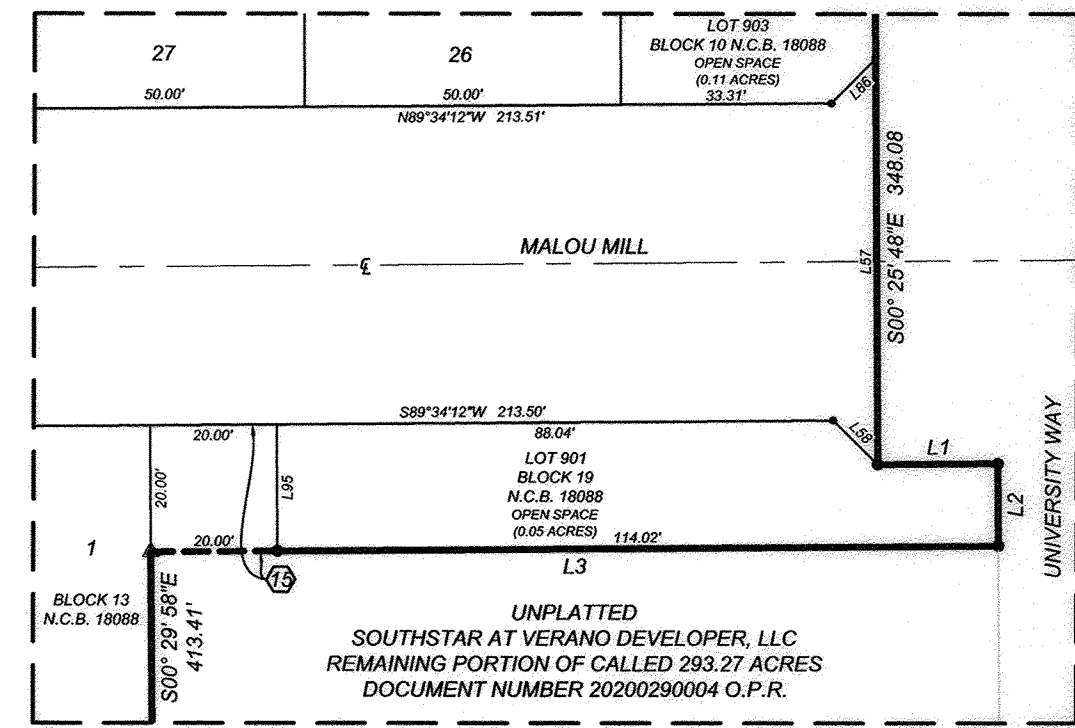 27
26
LOT 903
BLOCK 10 N.C.B. 18088
OPEN SPACE
(0.11 ACRES)
50.00'
50.00'
33.31'
L86
N89°34'12"W 213.51'
S00° 25' 48"E 348.08
L57
MALOU MILL
℄
S89°34'12"W 213.50'
20.00'
88.04'
L58
L1
L2
UNIVERSITY WAY
20.00'
L95
LOT 901
BLOCK 19
N.C.B. 18088
OPEN SPACE
(0.05 ACRES)
114.02'
20.00'
L3
1
15
BLOCK 13
N.C.B. 18088
S00° 29' 58"E
413.41'
UNPLATTED
SOUTHSTAR AT VERANO DEVELOPER, LLC
REMAINING PORTION OF CALLED 293.27 ACRES
DOCUMENT NUMBER 20200290004 O.P.R.